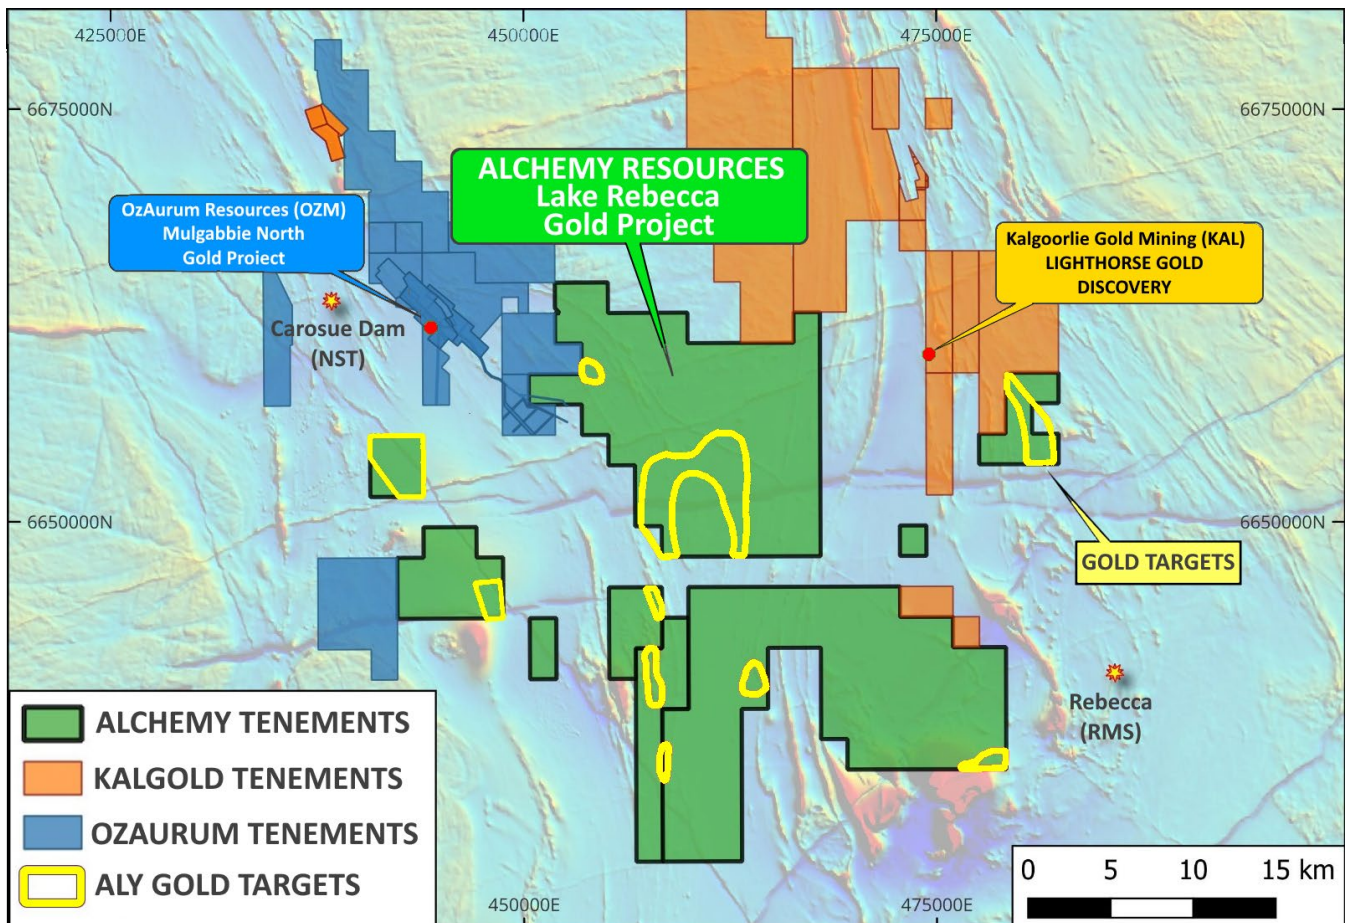 425000E
450000E
475000E
6675000N
6675000N
ALCHEMY RESOURCES
Lake Rebecca
Gold Project
OzAurum Resources (OZM)
Mulgabbie North
Gold Project
Kalgoorlie Gold Mining (KAL)
LIGHTHORSE GOLD
DISCOVERY
Carosue Dam
(NST)
6650000N
6650000N
GOLD TARGETS
Rebecca
(RMS)
ALCHEMY TENEMENTS
KALGOLD TENEMENTS
OZAURUM TENEMENTS
ALY GOLD TARGETS
0 5 10 15 km
450000E
475000E